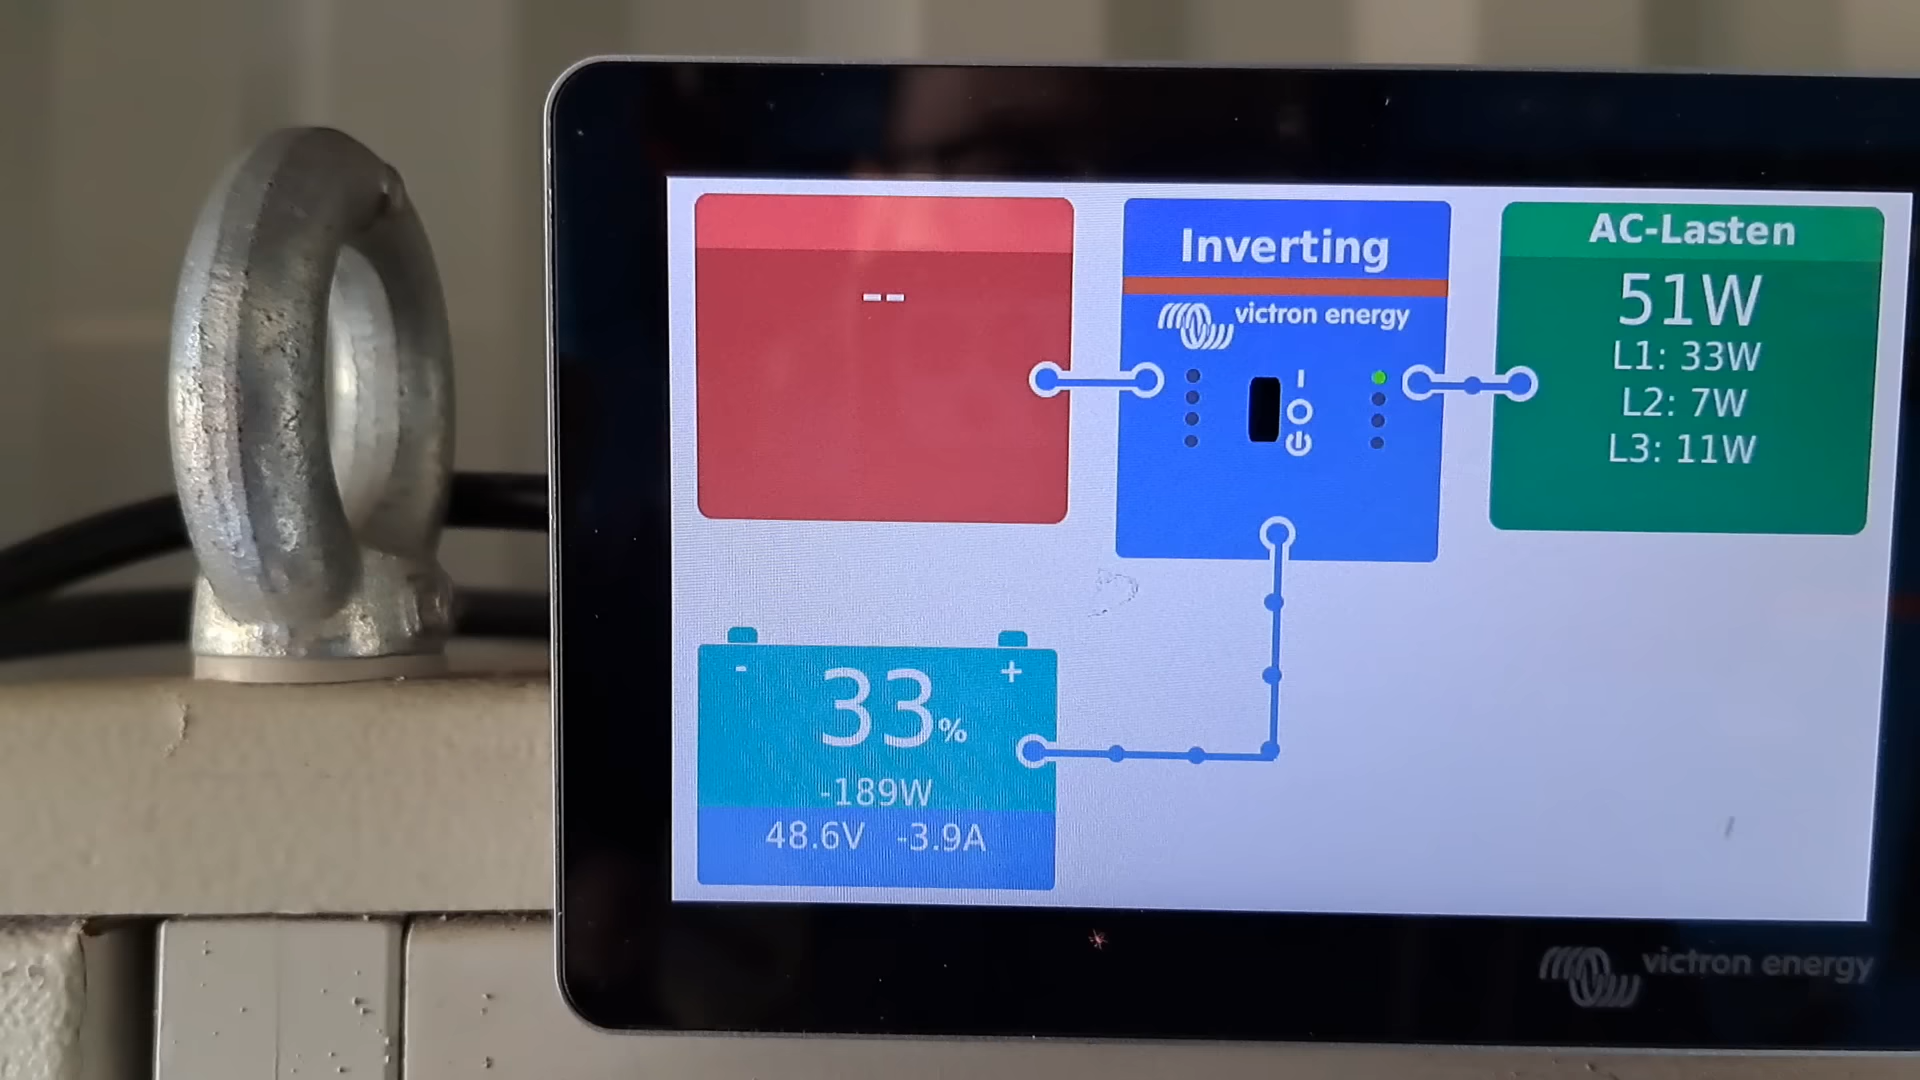 --
Inverting
victron energy
AC-Lasten
51W
L1: 33W
L2: 7W
L3: 11W
- +
33%
-189W
48.6V -3.9A
victron energy